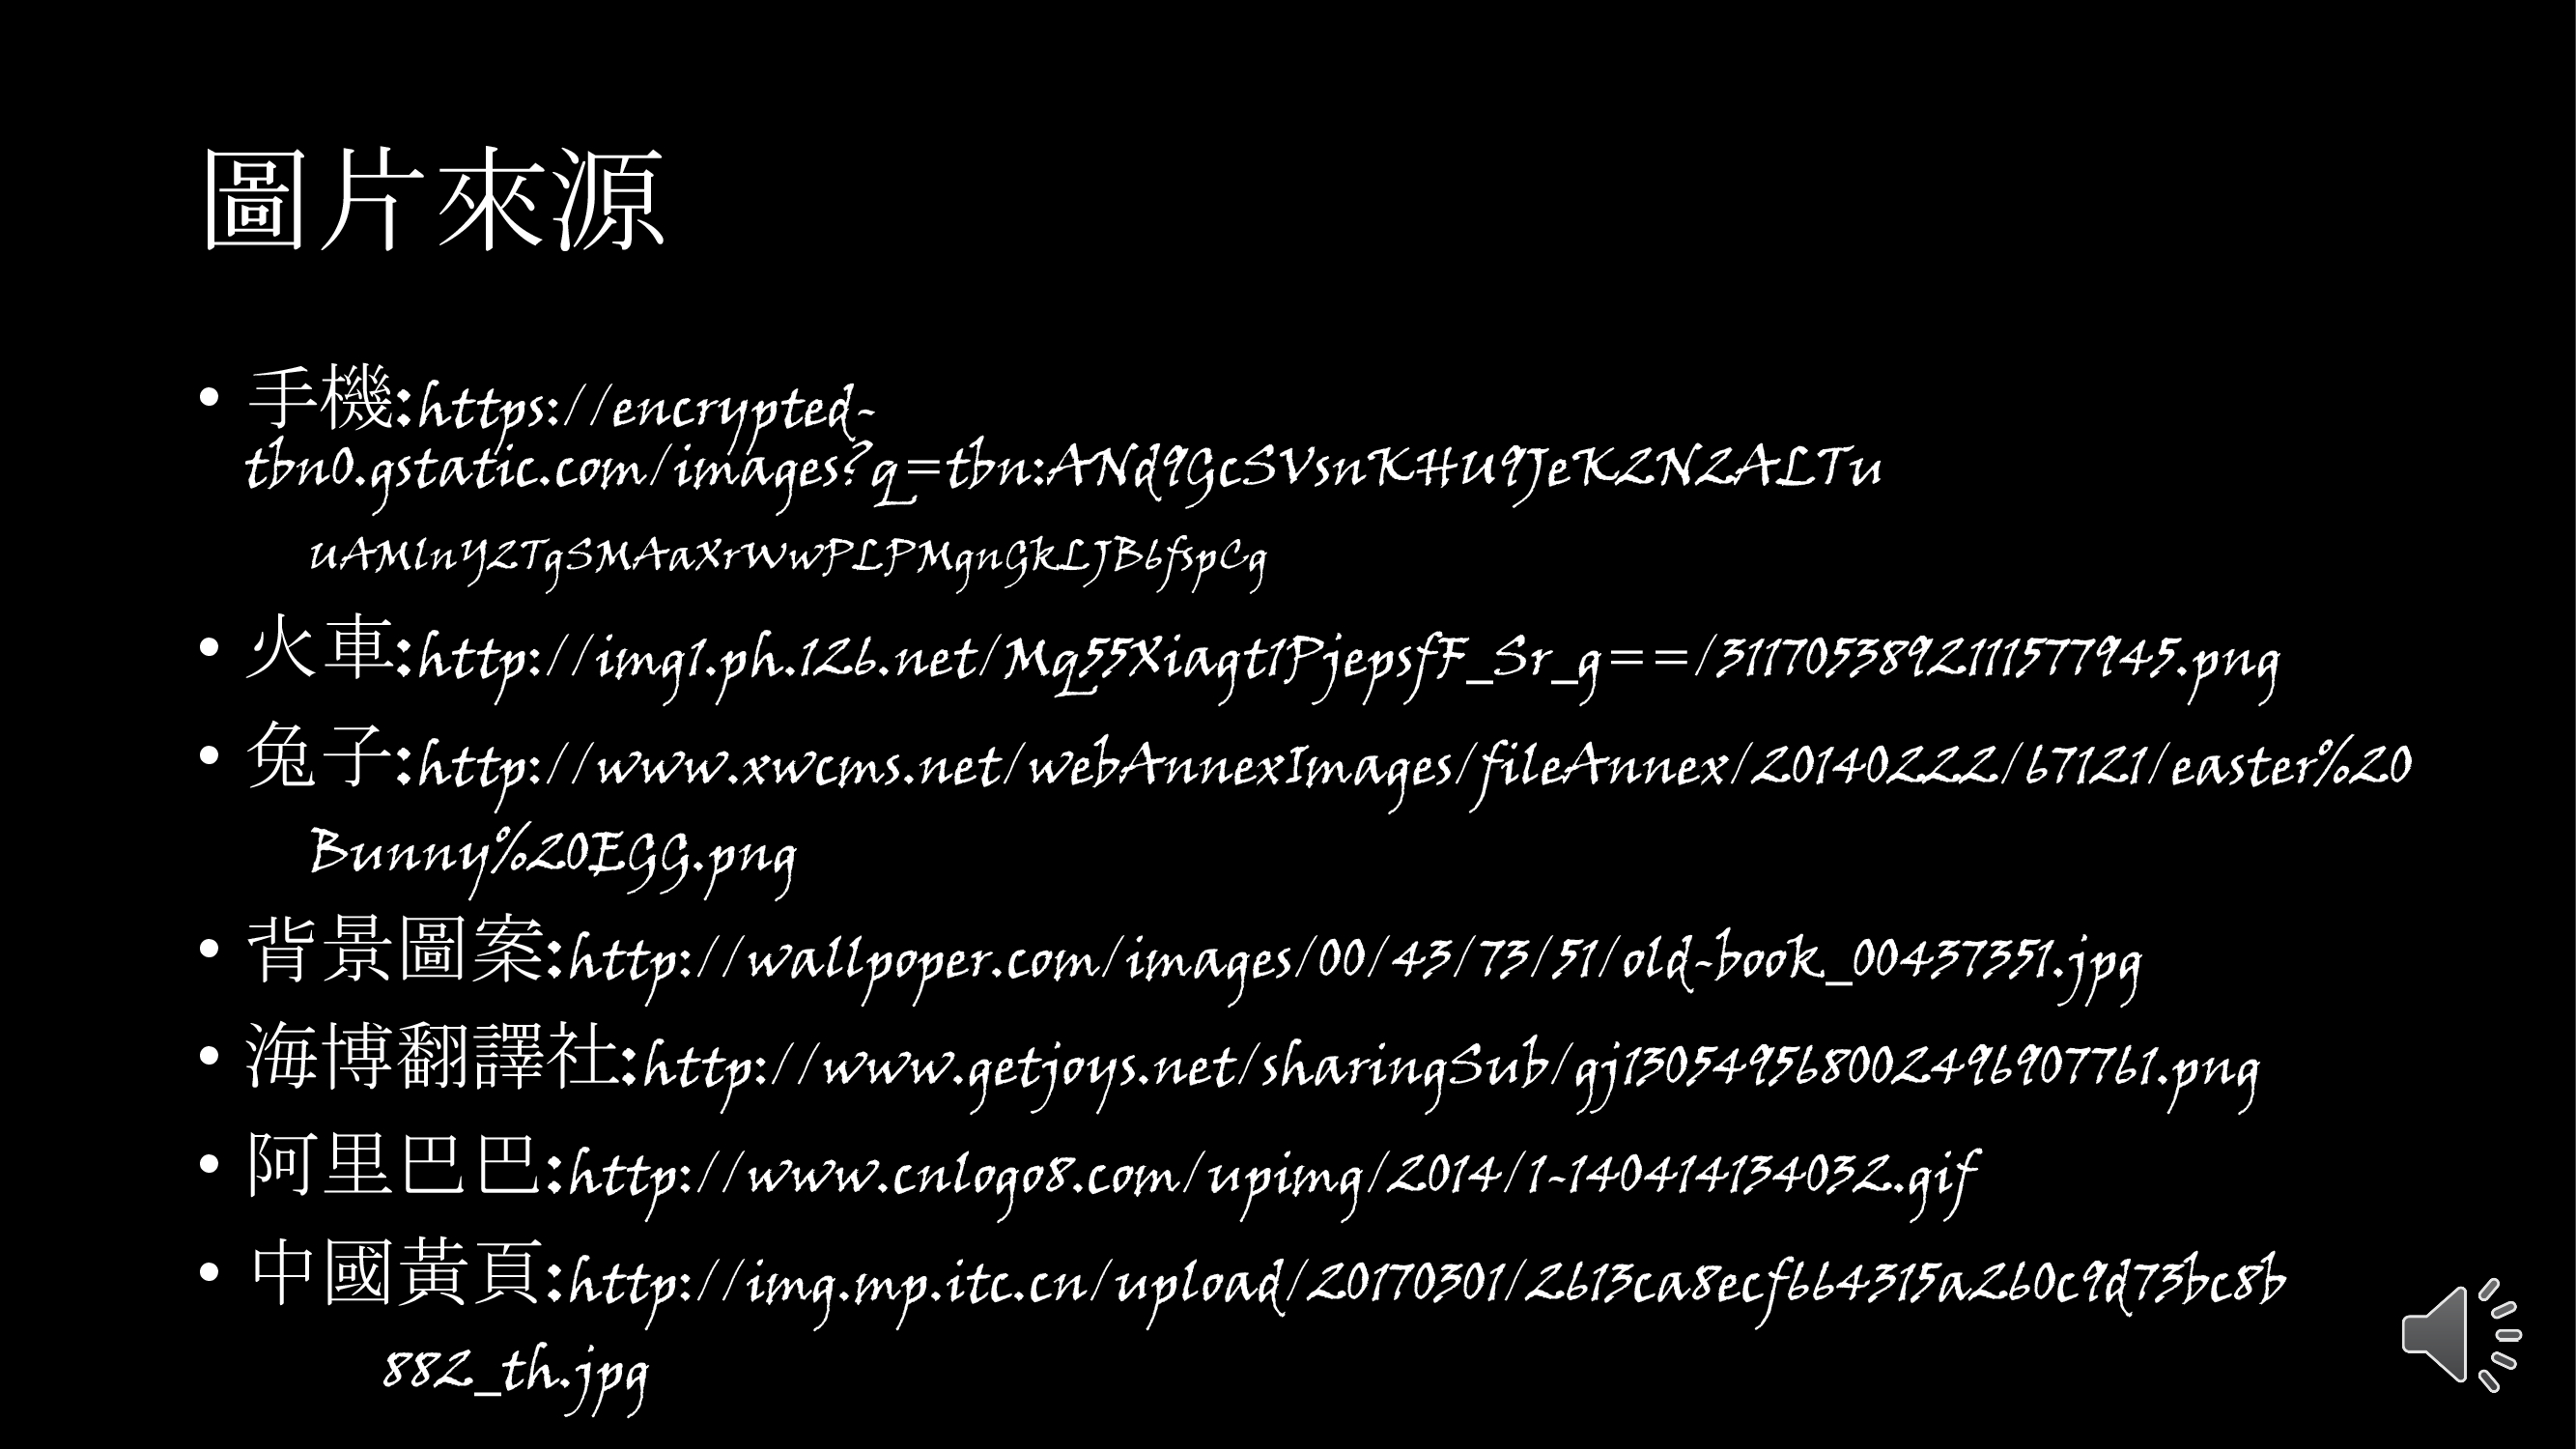 圖片來源
• 手機:https://encrypted-
tbn0.gstatic.com/images?q=tbn:ANd9GcSVsnKHU9JeK2N2ALTu
uAMlnY2TgSMAaXrWwPLPMgnGkLJB6fspCg
• 火車:http://img1.ph.126.net/Mq55Xiagt1PjepsfF_Sr_g==/3117053892111577945.png
• 兔子:http://www.xwcms.net/webAnnexImages/fileAnnex/20140222/67121/easter%20
Bunny%20EGG.png
• 背景圖案:http://wallpoper.com/images/00/43/73/51/old-book_00437351.jpg
• 海博翻譯社:http://www.getjoys.net/sharingSub/gj130549568002496907761.png
• 阿里巴巴:http://www.cnlogo8.com/upimg/2014/1-140414134032.gif
• 中國黃頁:http://img.mp.itc.cn/upload/20170301/2613ca8ecf664315a260c9d73bc8b
882_th.jpg